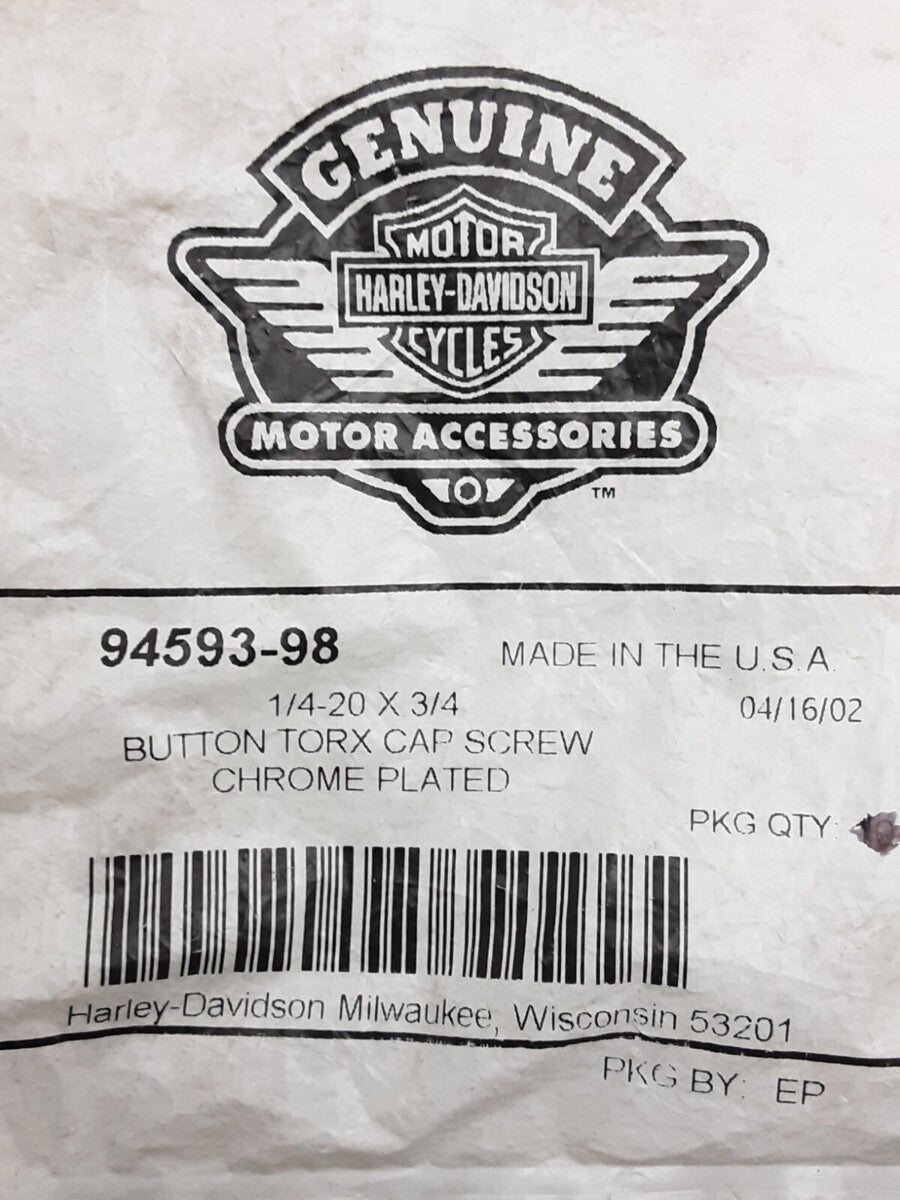 GENUINE
MOTOR
HARLEY-DAVIDSON
CYCLES
MOTOR ACCESSORIES
TM
94593-98
MADE IN THE U.S.A.
1/4-20 X 3/4
04/16/02
BUTTON TORX CAP SCREW
CHROME PLATED
PKG QTY:
Harley-Davidson Milwaukee, Wisconsin 53201
PKG BY: EP